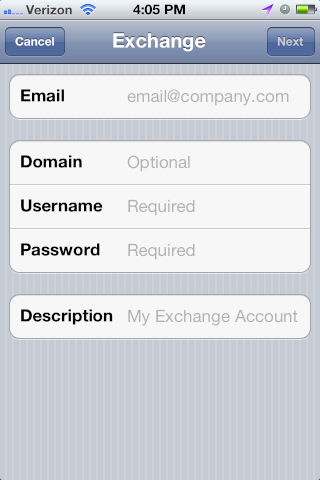 Verizon 4:05 PM
Cancel Exchange Next
Email email@company.com
Domain Optional
Username Required
Password Required
Description My Exchange Account